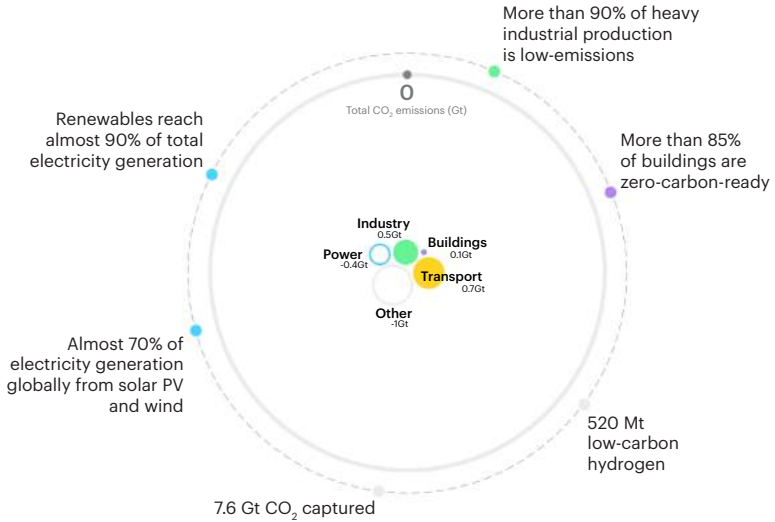 More than 90% of heavy
industrial production
is low-emissions
0
Total CO₂ emissions (Gt)
Renewables reach
almost 90% of total
electricity generation
More than 85%
of buildings are
zero-carbon-ready
Industry
0.5Gt
Buildings
0.1Gt
Power
-0.4Gt
Transport
0.7Gt
Other
-1Gt
Almost 70% of
electricity generation
globally from solar PV
and wind
520 Mt
low-carbon
hydrogen
7.6 Gt CO₂ captured